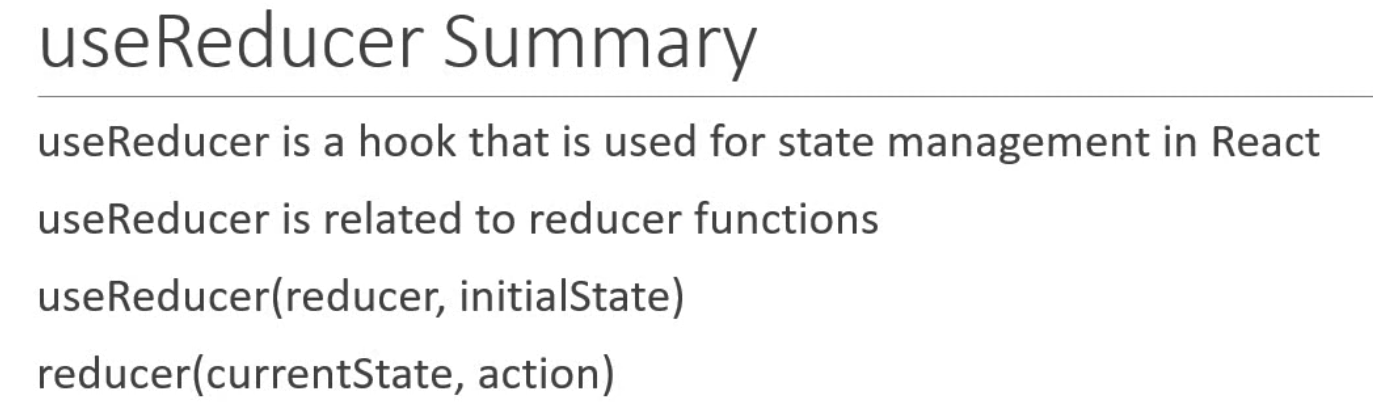 useReducer Summary
useReducer is a hook that is used for state management in React
useReducer is related to reducer functions
useReducer(reducer, initialState)
reducer(currentState, action)